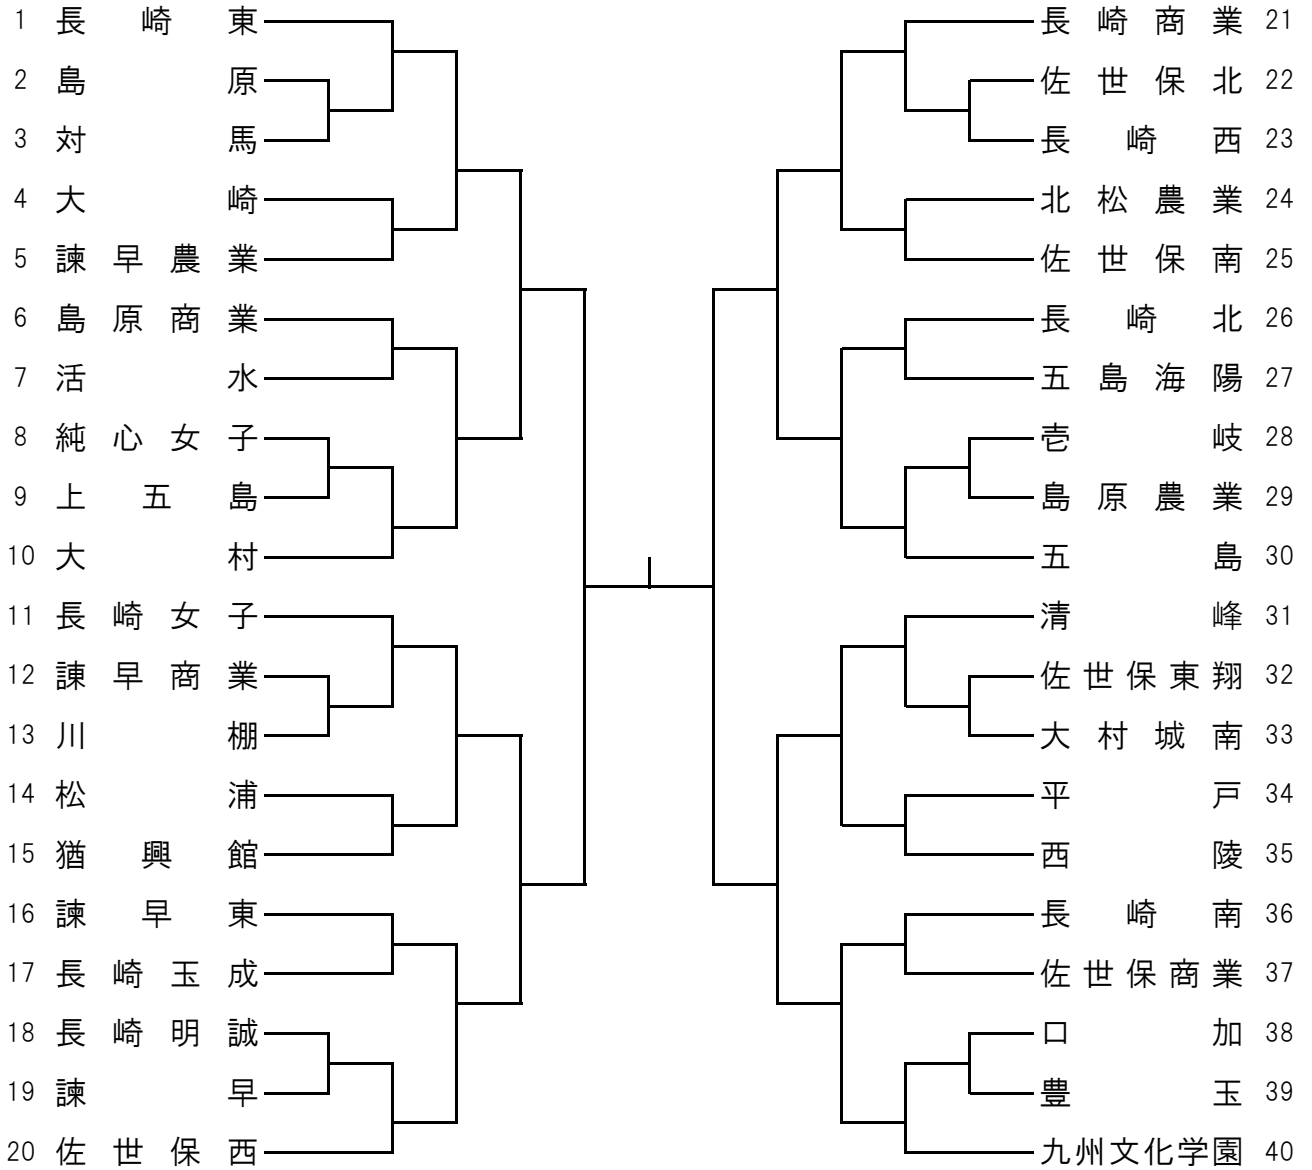 1 長崎東
2 島原
3 対馬
4 大崎
5 諫早農業
6 島原商業
7 活水
8 純心女子
9 上五島
10 大村
11 長崎女子
12 諫早商業
13 川棚
14 松浦
15 猶興館
16 諫早東
17 長崎玉成
18 長崎明誠
19 諫早
20 佐世保西
長崎商業 21
佐世保北 22
長崎西 23
北松農業 24
佐世保南 25
長崎北 26
五島海陽 27
壱岐 28
島原農業 29
五島 30
清峰 31
佐世保東翔 32
大村城南 33
平戸 34
西陵 35
長崎南 36
佐世保商業 37
口加 38
豊玉 39
九州文化学園 40